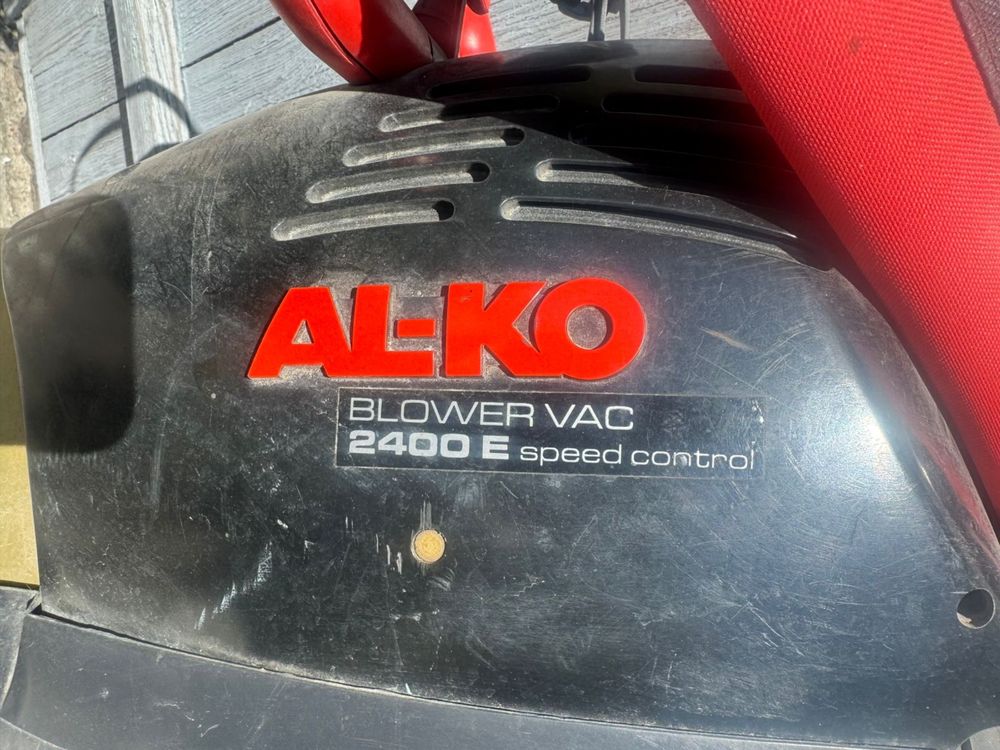 AL-KO
BLOWER VAC
2400 E speed control